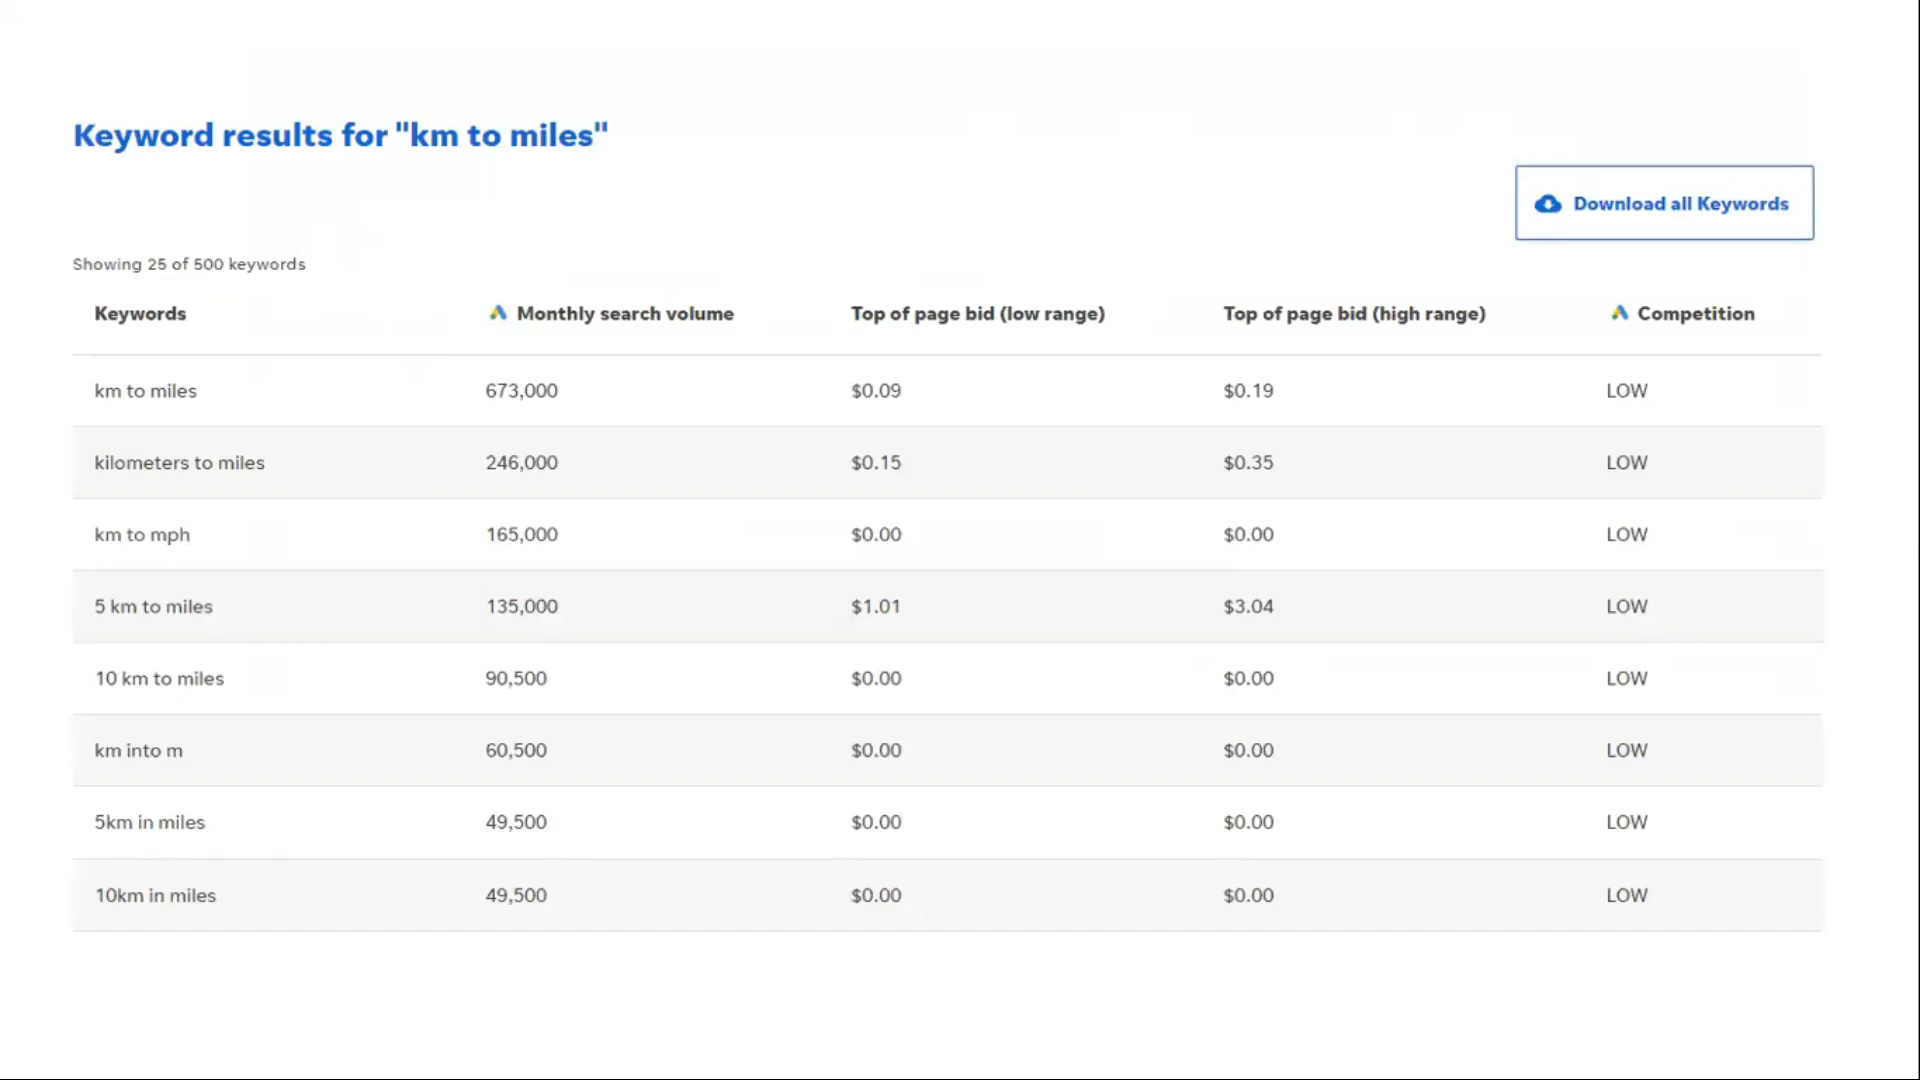 Keyword results for "km to miles"
Download all Keywords
Showing 25 of 500 keywords
Keywords Monthly search volume Top of page bid (low range) Top of page bid (high range) Competition
km to miles 673,000 $0.09 $0.19 LOW
kilometers to miles 246,000 $0.15 $0.35 LOW
km to mph 165,000 $0.00 $0.00 LOW
5 km to miles 135,000 $1.01 $3.04 LOW
10 km to miles 90,500 $0.00 $0.00 LOW
km into m 60,500 $0.00 $0.00 LOW
5km in miles 49,500 $0.00 $0.00 LOW
10km in miles 49,500 $0.00 $0.00 LOW